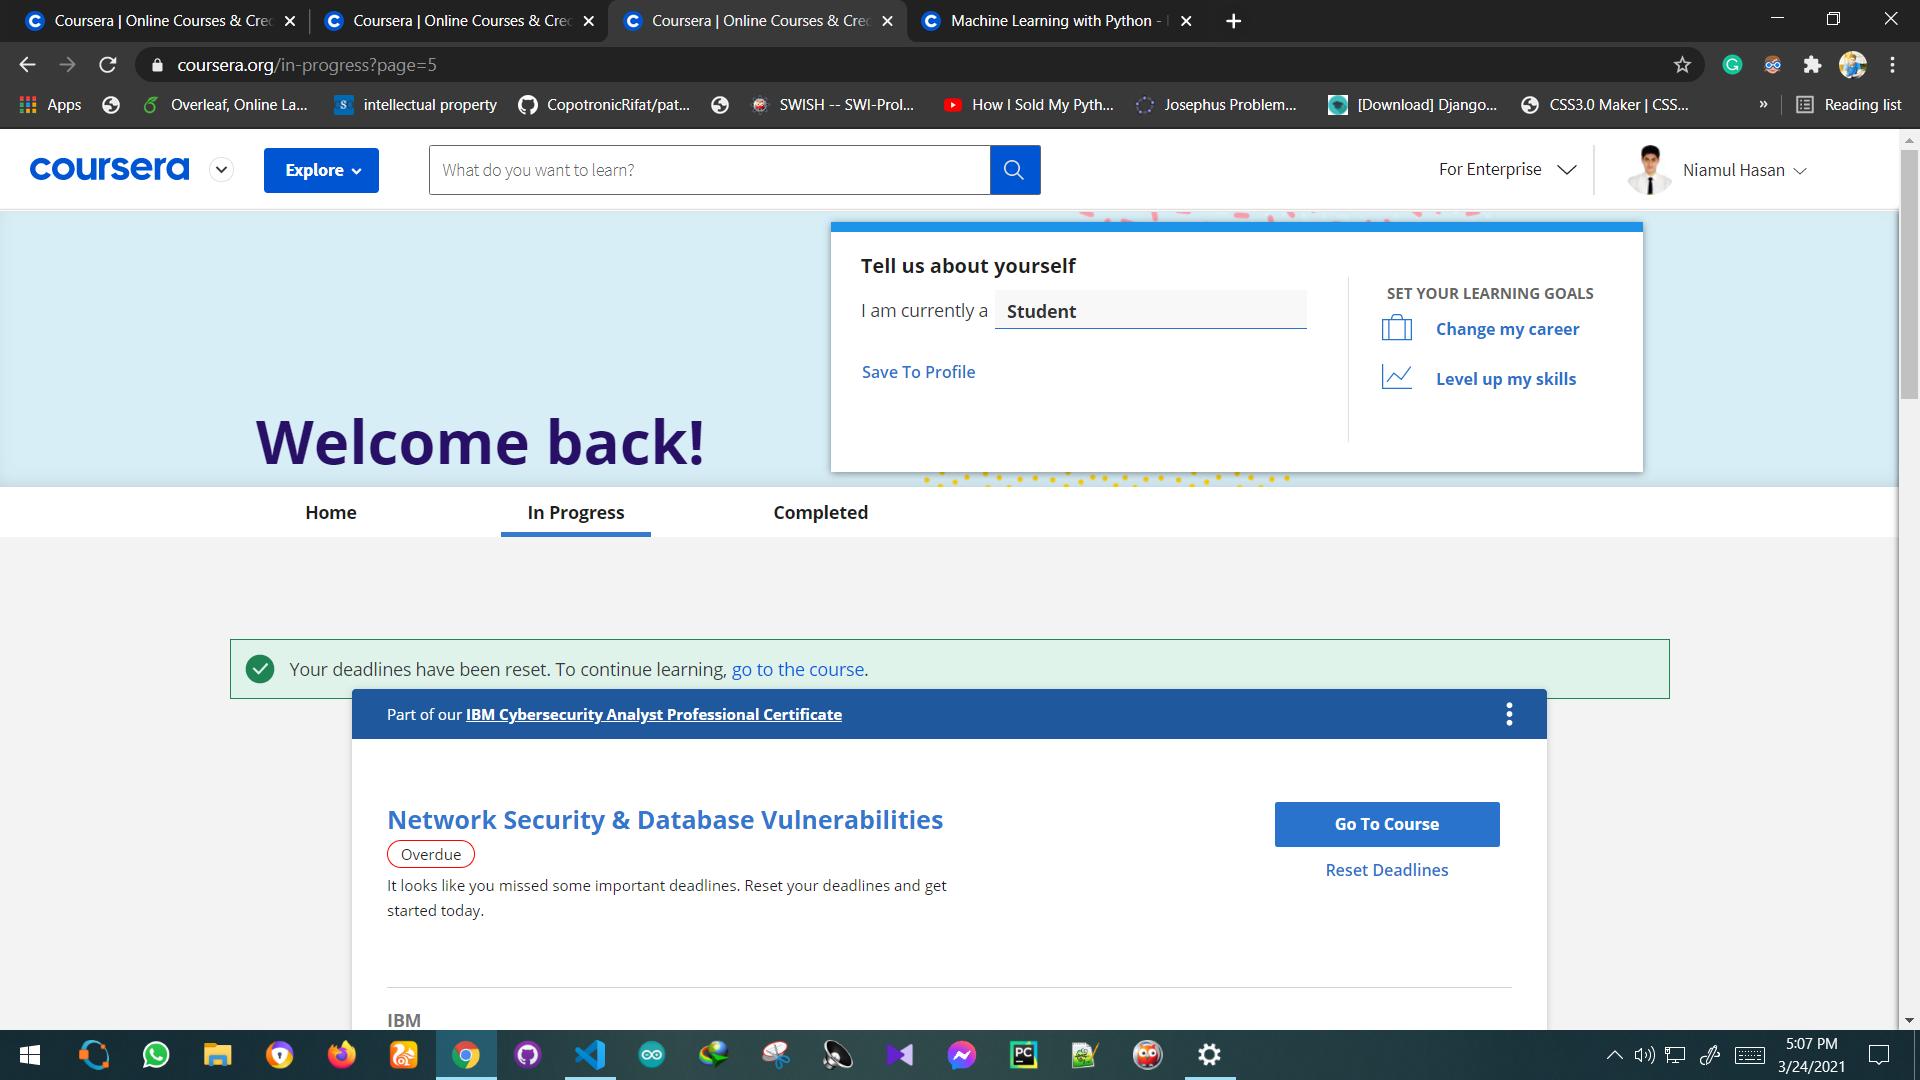 Coursera | Online Courses & Cre
Coursera | Online Courses & Cre
Coursera | Online Courses & Cre
Machine Learning with Python -
coursera.org/in-progress?page=5
Apps
Overleaf, Online La...
intellectual property
CopotronicRifat/pat...
SWISH -- SWI-Prol...
How I Sold My Pyth...
Josephus Problem...
[Download] Django...
CSS3.0 Maker | CSS...
»
Reading list
coursera
Explore
What do you want to learn?
For Enterprise
Niamul Hasan
Tell us about yourself
I am currently a Student
Save To Profile
SET YOUR LEARNING GOALS
Change my career
Level up my skills
Welcome back!
Home
In Progress
Completed
Your deadlines have been reset. To continue learning, go to the course.
Part of our IBM Cybersecurity Analyst Professional Certificate
Network Security & Database Vulnerabilities
Overdue
It looks like you missed some important deadlines. Reset your deadlines and get
started today.
Go To Course
Reset Deadlines
IBM
PC
5:07 PM
3/24/2021